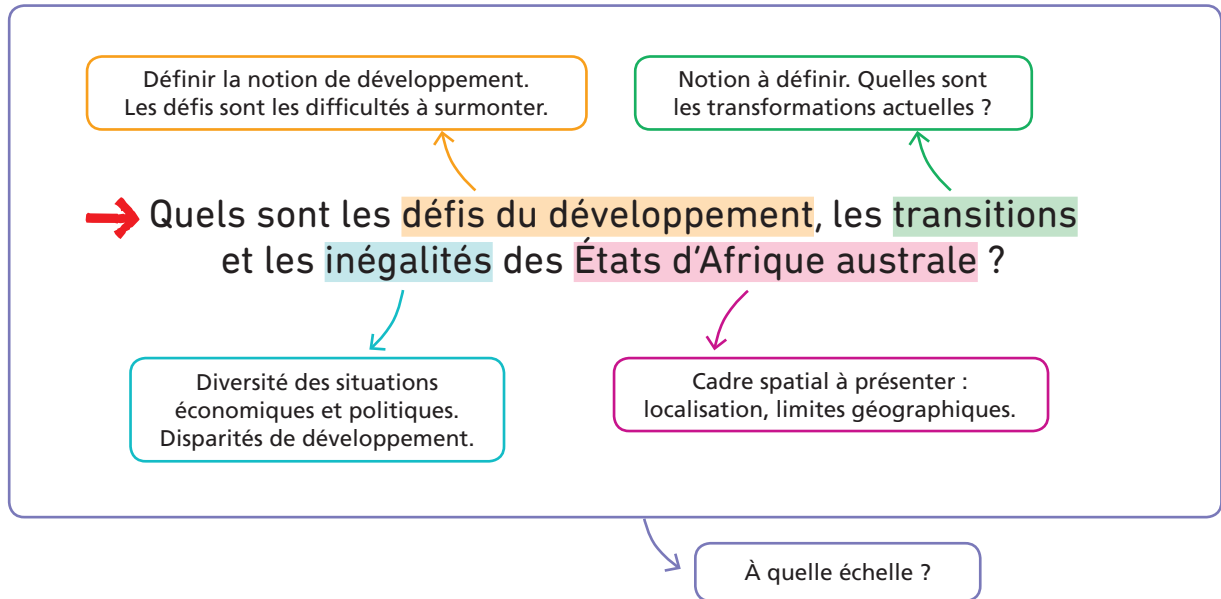 Définir la notion de développement.
Les défis sont les difficultés à surmonter.
Notion à définir. Quelles sont
les transformations actuelles ?
Quels sont les défis du développement, les transitions
et les inégalités des États d'Afrique australe ?
Diversité des situations
économiques et politiques.
Disparités de développement.
Cadre spatial à présenter :
localisation, limites géographiques.
À quelle échelle ?